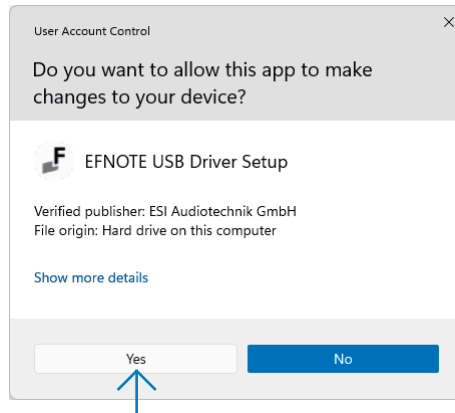 User Account Control
Do you want to allow this app to make
changes to your device?
F
EFNOTE USB Driver Setup
Verified publisher: ESI Audiotechnik GmbH
File origin: Hard drive on this computer
Show more details
Yes
No